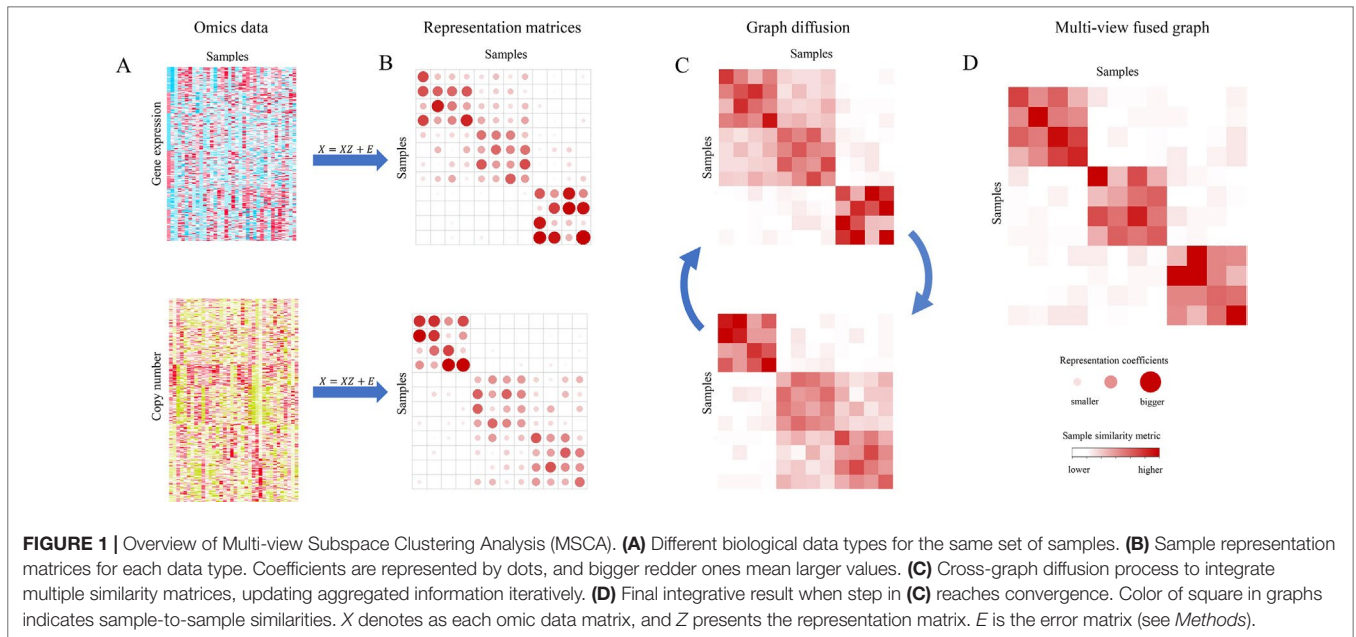 Omics data
Representation matrices
Graph diffusion
Multi-view fused graph
A
Samples
Gene expression
X = XZ + E
B
Samples
C
Samples
D
Samples
Samples
Copy number
X = XZ + E
Samples
Samples
Representation coefficients
smaller
bigger
Sample similarity metric
lower
higher
FIGURE 1 | Overview of Multi-view Subspace Clustering Analysis (MSCA). (A) Different biological data types for the same set of samples. (B) Sample representation
matrices for each data type. Coefficients are represented by dots, and bigger redder ones mean larger values. (C) Cross-graph diffusion process to integrate
multiple similarity matrices, updating aggregated information iteratively. (D) Final integrative result when step in (C) reaches convergence. Color of square in graphs
indicates sample-to-sample similarities. X denotes as each omic data matrix, and Z presents the representation matrix. E is the error matrix (see Methods).